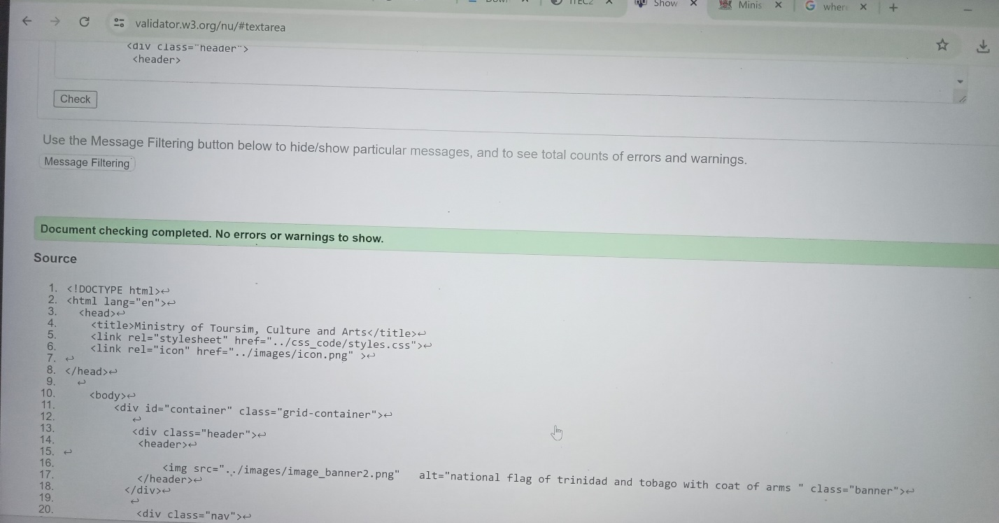 ITEC2
Show
Minis
wher
validator.w3.org/nu/#textarea
<div class="header">
<header>
Check
Use the Message Filtering button below to hide/show particular messages, and to see total counts of errors and warnings.
Message Filtering
Document checking completed. No errors or warnings to show.
Source
1. <!DOCTYPE html>↩
2. <html lang="en">↩
3. <head>↩
4. <title>Ministry of Toursim, Culture and Arts</title>↩
5. <link rel="stylesheet" href="../css_code/styles.css">↩
6. <link rel="icon" href="../images/icon.png" >↩
7. ↩
8. </head>↩
9. ↩
10. <body>↩
11. <div id="container" class="grid-container">↩
12. ↩
13. <div class="header">↩
14. <header>↩
15. ↩
16. <img src="../images/image_banner2.png" alt="national flag of trinidad and tobago with coat of arms " class="banner">↩
17. </header>↩
18. </div>↩
19. ↩
20. <div class="nav">↩